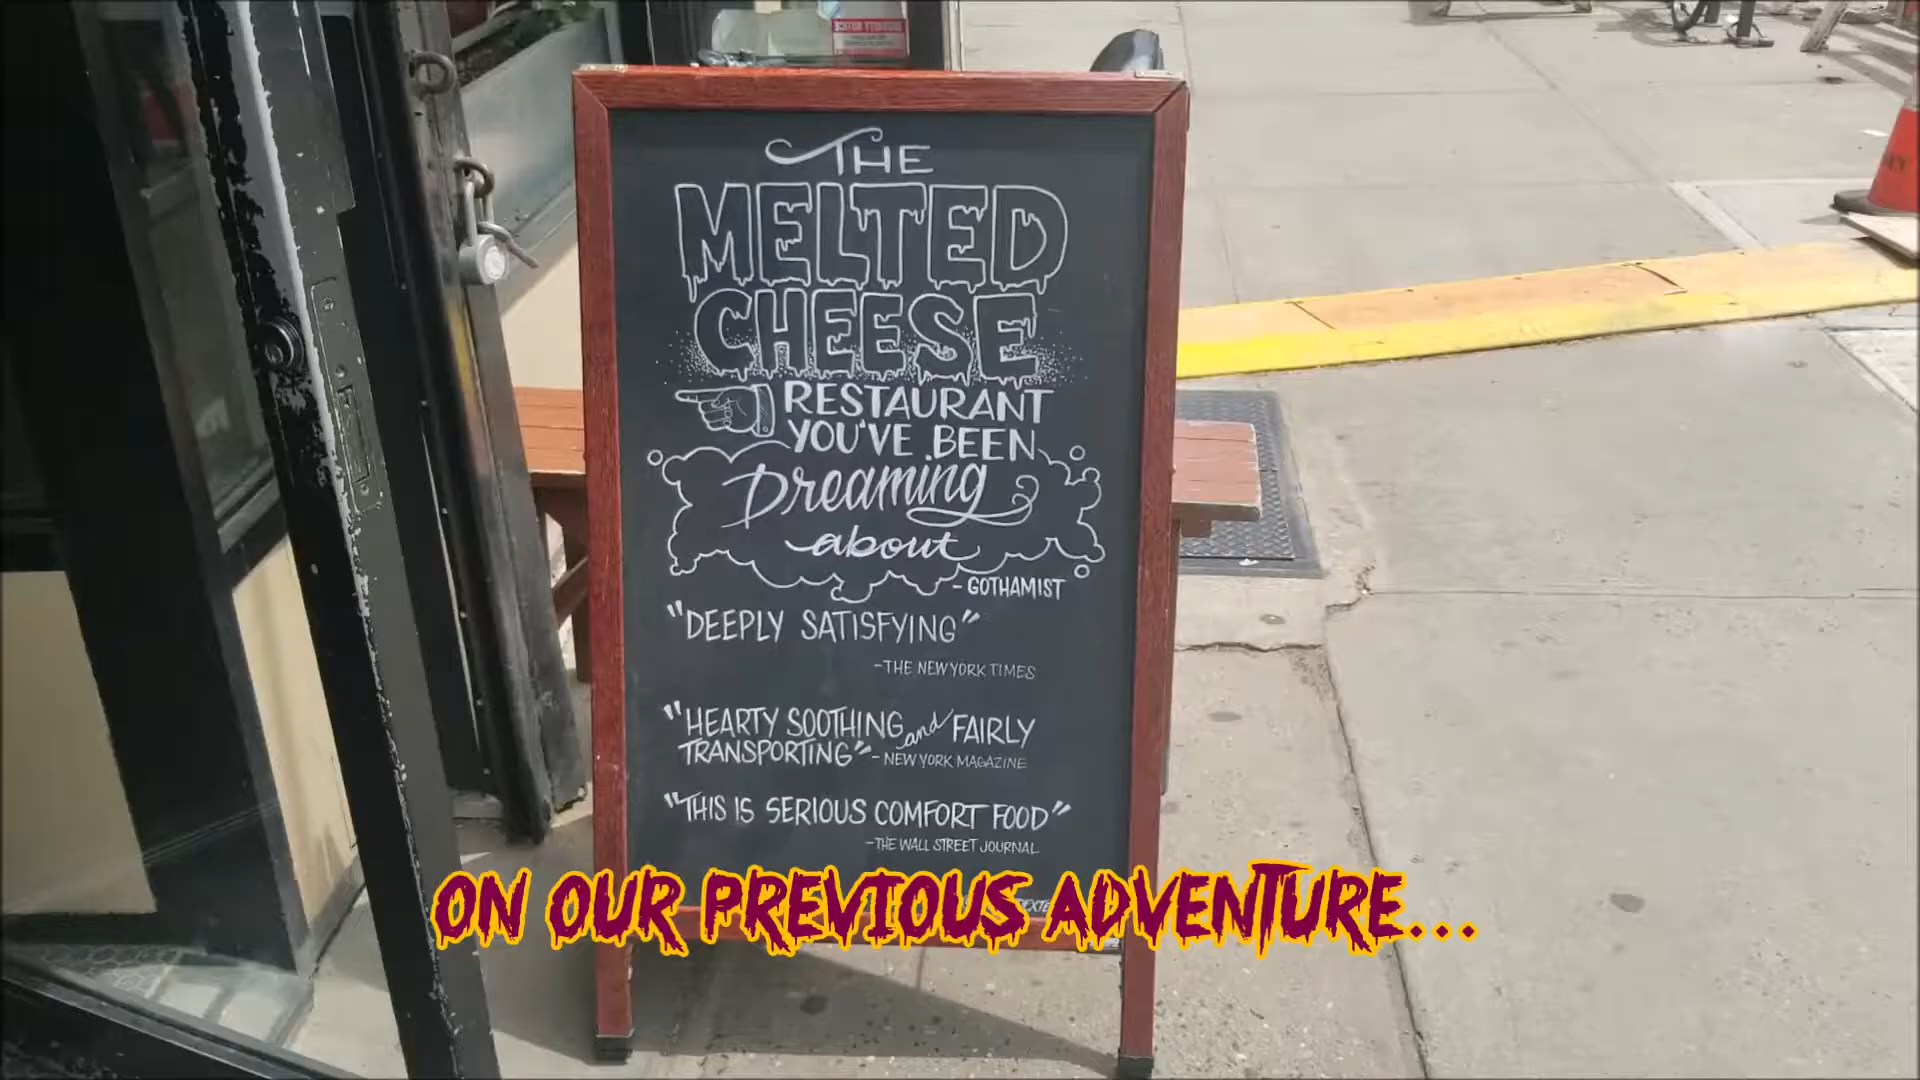 THE
MELTED
CHEESE
RESTAURANT
YOU'VE BEEN
Dreaming
about
- GOTHAMIST
"DEEPLY SATISFYING"
- THE NEW YORK TIMES
"HEARTY SOOTHING and FAIRLY
TRANSPORTING" - NEW YORK MAGAZINE
"THIS IS SERIOUS COMFORT FOOD"
- THE WALL STREET JOURNAL
ON OUR PREVIOUS ADVENTURE...